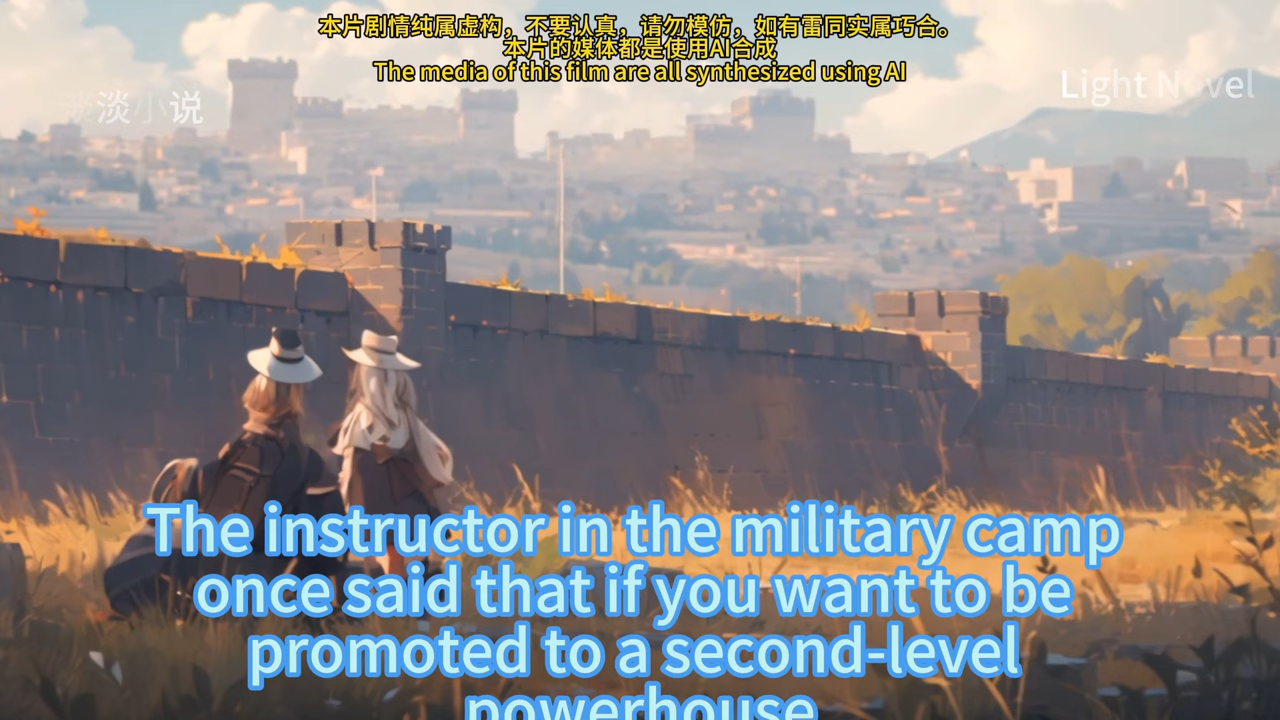 本片剧情纯属虚构，不要认真，请勿模仿，如有雷同实属巧合。
本片的媒体都是使用AI合成
The media of this film are all synthesized using AI
淡小说
Light Novel
The instructor in the military camp
once said that if you want to be
promoted to a second-level
powerhouse